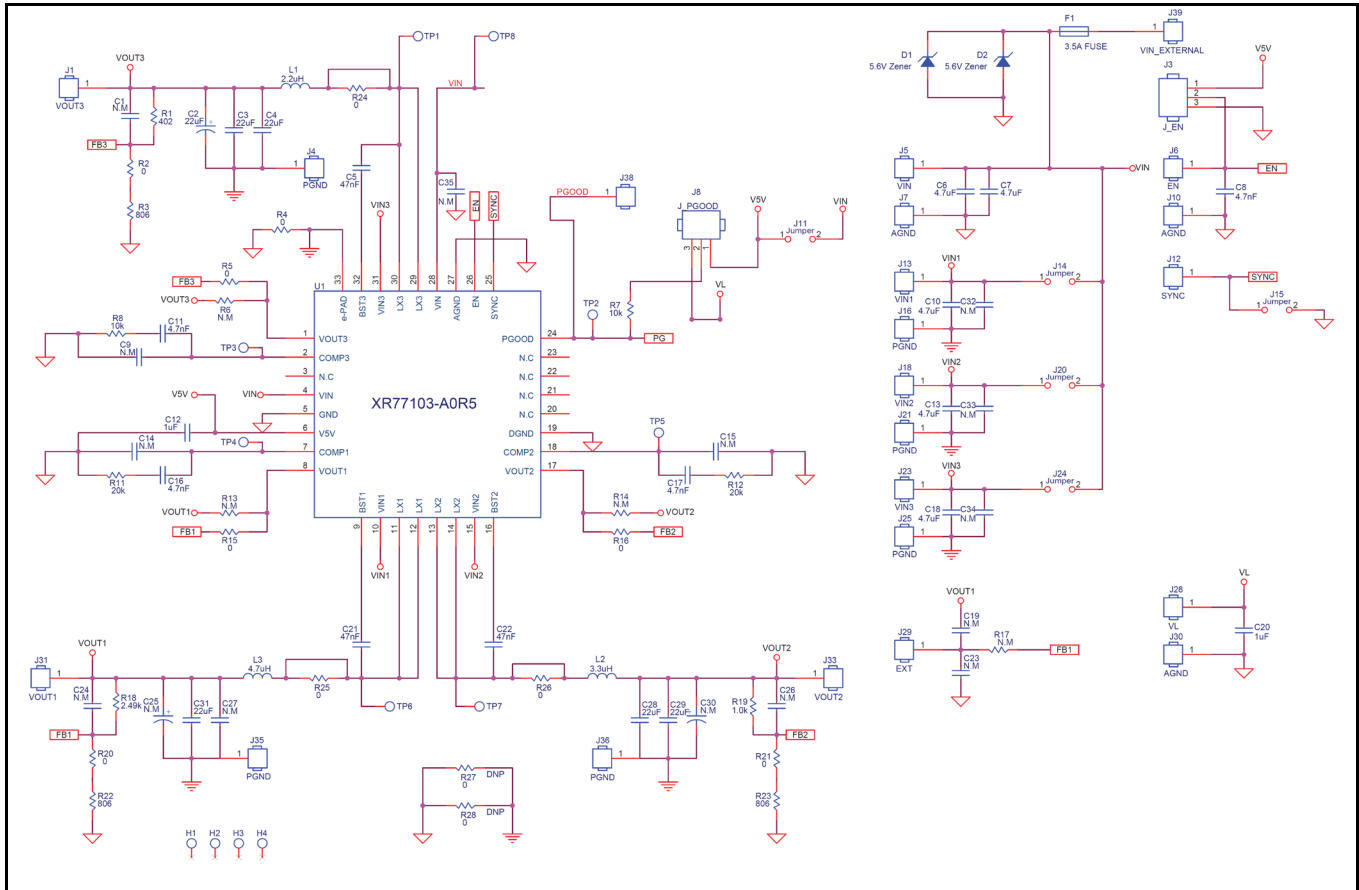 J1
1
VOUT3
VOUT3
C1
N.M
R1
402
FB3
R2
0
R3
806
C2
22uF
+
C3
22uF
C4
22uF
L1
2.2uH
R24
0
J4
1
PGND
TP1
TP8
VIN
C5
47nF
C35
N.M
VIN3
EN
SYNC
R4
0
PGOOD
1
J38
J8
J_PGOOD
3
2
1
V5V
J11
1
Jumper
2
VIN
VL
TP2
R7
10k
PG
FB3
R5
0
VOUT3
R6
N.M
R8
10k
C11
4.7nF
C9
N.M
TP3
V5V
VIN
C12
1uF
C14
N.M
TP4
R11
20k
C16
4.7nF
VOUT1
R13
N.M
FB1
R15
0
U1
33
32
31
30
29
28
27
26
25
e-PAD
BST3
VIN3
LX3
LX3
VIN
AGND
EN
SYNC
1
VOUT3
2
COMP3
3
N.C
4
VIN
5
GND
6
V5V
7
COMP1
8
VOUT1
XR77103-A0R5
PGOOD
24
N.C
23
N.C
22
N.C
21
N.C
20
DGND
19
COMP2
18
VOUT2
17
BST1
VIN1
LX1
LX1
LX2
LX2
VIN2
BST2
9
10
11
12
13
14
15
16
TP5
C15
N.M
C17
4.7nF
R12
20k
R14
N.M
VOUT2
R16
0
FB2
VIN1
VIN2
C21
47nF
C22
47nF
J31
1
VOUT1
VOUT1
C24
N.M
R18
2.49k
FB1
R20
0
R22
806
C25
N.M
+
C31
22uF
C27
N.M
L3
4.7uH
R25
0
J35
1
PGND
TP6
TP7
R26
0
L2
3.3uH
C28
22uF
C29
22uF
C30
N.M
+
J36
1
PGND
VOUT2
J33
1
VOUT2
R19
1.0k
C26
N.M
FB2
R21
0
R23
806
R27
0
DNP
R28
0
DNP
H1
H2
H3
H4
D1
5.6V Zener
D2
5.6V Zener
F1
3.5A FUSE
J39
1
VIN_EXTERNAL
J3
1
2
3
J_EN
V5V
J5
1
VIN
C6
4.7uF
C7
4.7uF
J7
1
AGND
VIN
J6
1
EN
EN
C8
4.7nF
J10
1
AGND
J12
1
SYNC
SYNC
J15
1
Jumper
2
J13
1
VIN1
VIN1
C10
4.7uF
C32
N.M
J14
1
Jumper
2
J16
1
PGND
J18
1
VIN2
VIN2
C13
4.7uF
C33
N.M
J20
1
Jumper
2
J21
1
PGND
J23
1
VIN3
VIN3
C18
4.7uF
C34
N.M
J24
1
Jumper
2
J25
1
PGND
VOUT1
C19
N.M
J29
1
EXT
R17
N.M
FB1
C23
N.M
VL
J28
1
VL
C20
1uF
J30
1
AGND